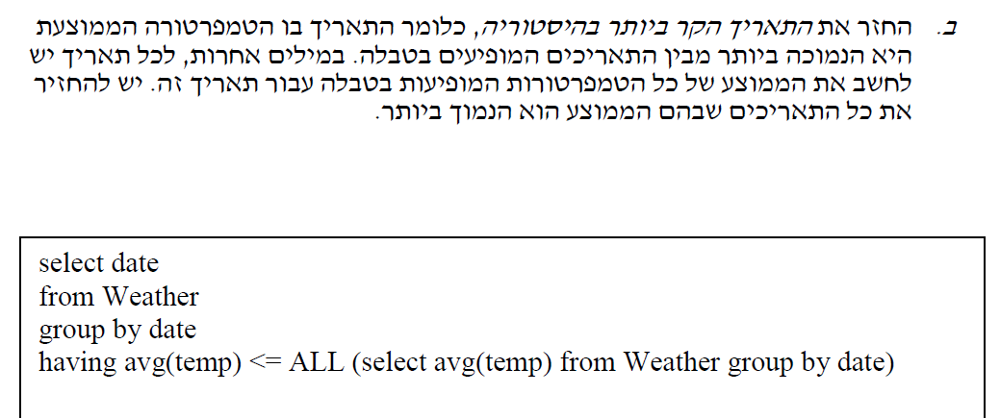 ב. החזר את התאריך הקר ביותר בהיסטוריה, כלומר התאריך בו הטמפרטורה הממוצעת
היא הנמוכה ביותר מבין התאריכים המופיעים בטבלה. במילים אחרות, לכל תאריך יש
לחשב את הממוצע של כל הטמפרטורות המופיעות בטבלה עבור תאריך זה. יש להחזיר
את כל התאריכים שבהם הממוצע הוא הנמוך ביותר.
select date
from Weather
group by date
having avg(temp) <= ALL (select avg(temp) from Weather group by date)